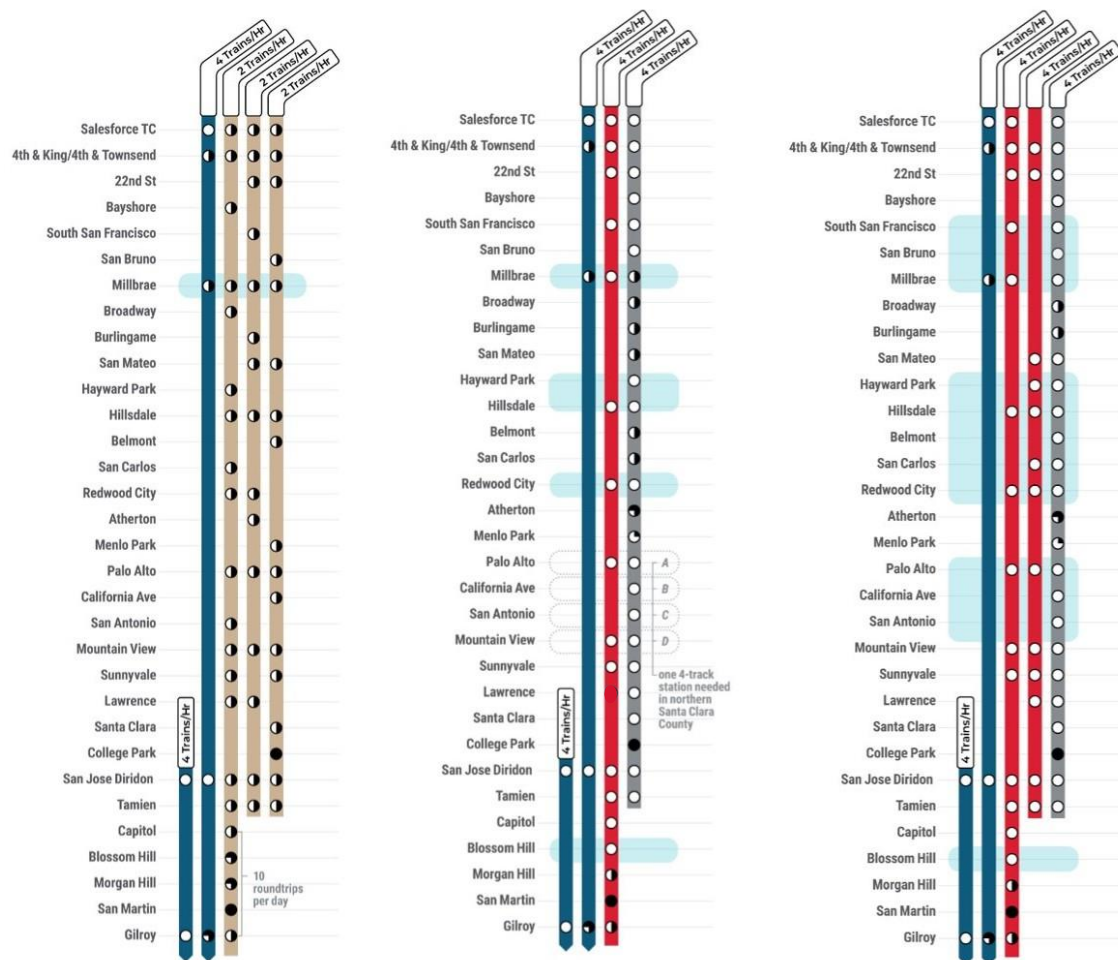 4 Trains/Hr
2 Trains/Hr
2 Trains/Hr
2 Trains/Hr
Salesforce TC
4th & King/4th & Townsend
22nd St
Bayshore
South San Francisco
San Bruno
Millbrae
Broadway
Burlingame
San Mateo
Hayward Park
Hillsdale
Belmont
San Carlos
Redwood City
Atherton
Menlo Park
Palo Alto
California Ave
San Antonio
Mountain View
Sunnyvale
Lawrence
Santa Clara
College Park
4 Trains/Hr
San Jose Diridon
Tamien
Capitol
Blossom Hill
Morgan Hill
San Martin
Gilroy
10
roundtrips
per day
4 Trains/Hr
4 Trains/Hr
4 Trains/Hr
Salesforce TC
4th & King/4th & Townsend
22nd St
Bayshore
South San Francisco
San Bruno
Millbrae
Broadway
Burlingame
San Mateo
Hayward Park
Hillsdale
Belmont
San Carlos
Redwood City
Atherton
Menlo Park
Palo Alto
A
California Ave
B
San Antonio
C
Mountain View
D
Sunnyvale
Lawrence
Santa Clara
College Park
one 4-track
station needed
in northern
Santa Clara
County
4 Trains/Hr
San Jose Diridon
Tamien
Capitol
Blossom Hill
Morgan Hill
San Martin
Gilroy
4 Trains/Hr
4 Trains/Hr
4 Trains/Hr
4 Trains/Hr
Salesforce TC
4th & King/4th & Townsend
22nd St
Bayshore
South San Francisco
San Bruno
Millbrae
Broadway
Burlingame
San Mateo
Hayward Park
Hillsdale
Belmont
San Carlos
Redwood City
Atherton
Menlo Park
Palo Alto
California Ave
San Antonio
Mountain View
Sunnyvale
Lawrence
Santa Clara
College Park
4 Trains/Hr
San Jose Diridon
Tamien
Capitol
Blossom Hill
Morgan Hill
San Martin
Gilroy